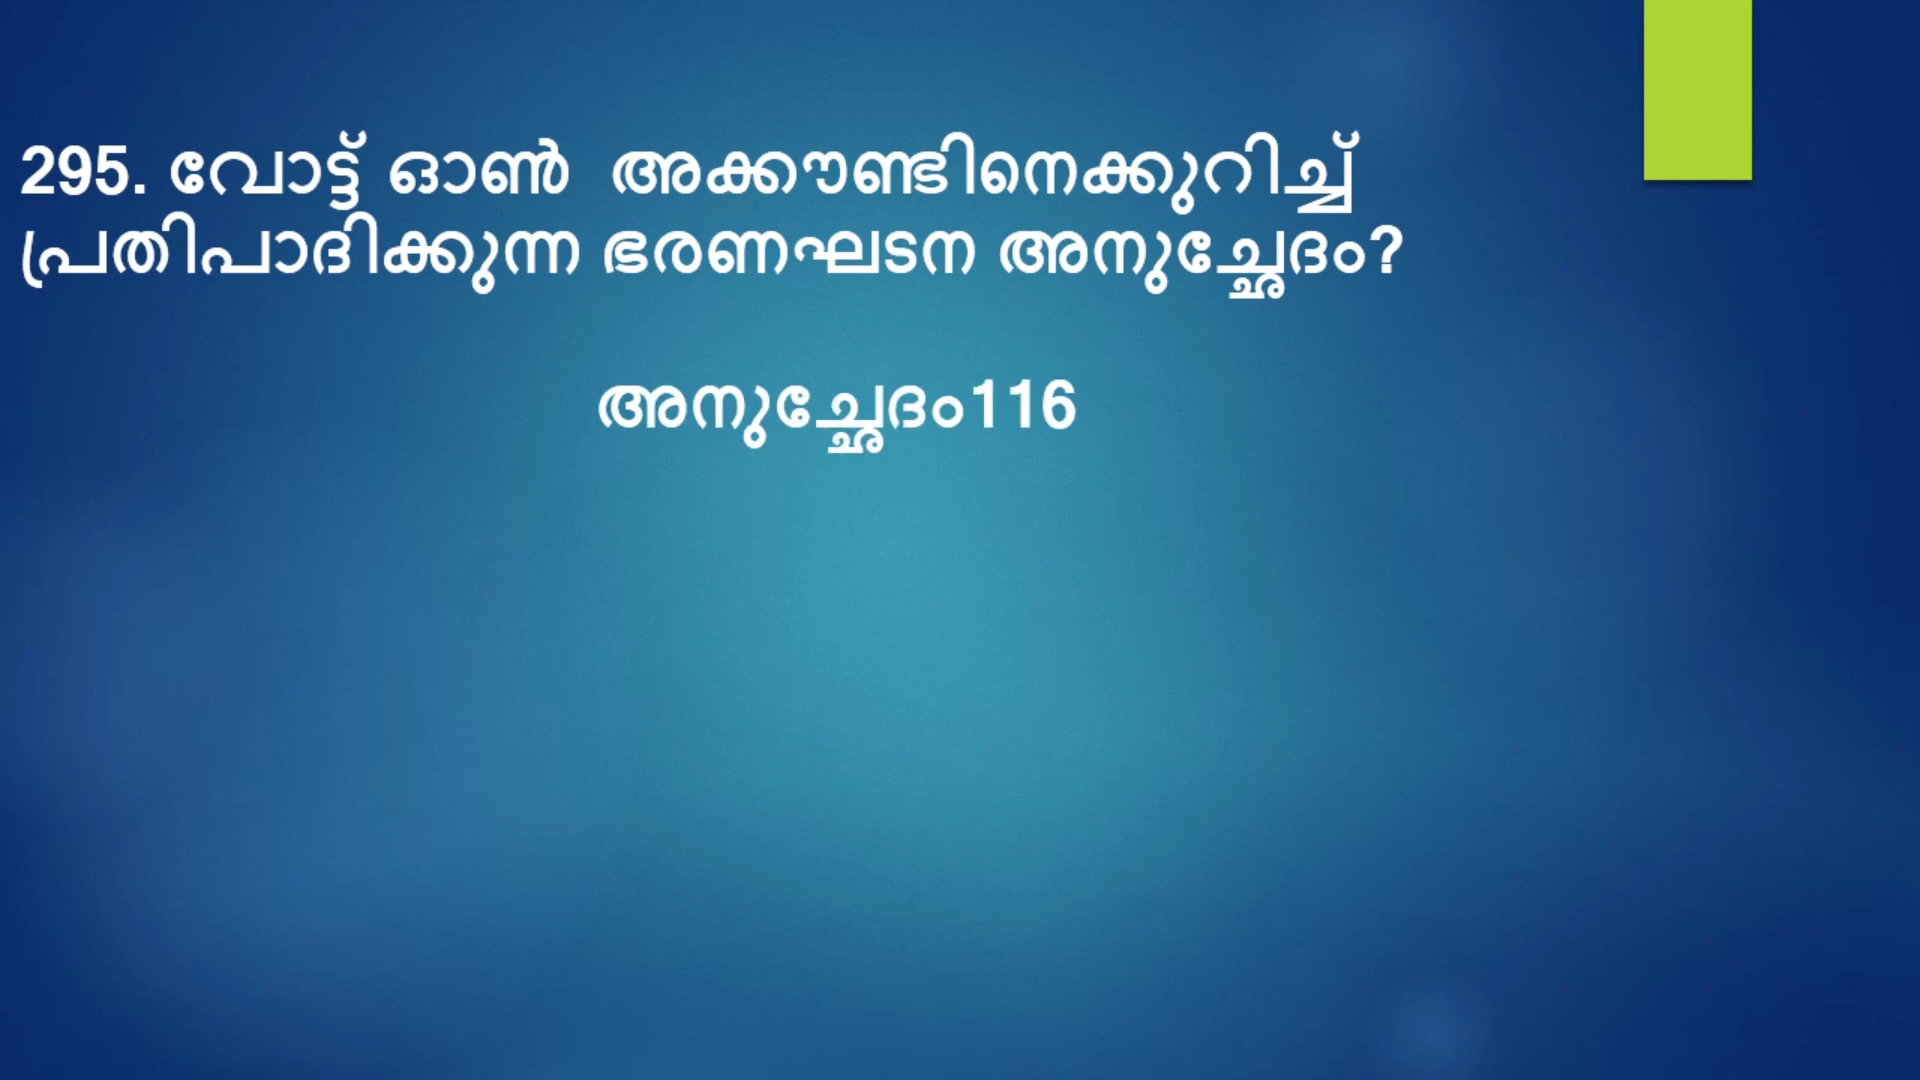 295. വോട്ട് ഓൺ അക്കൗണ്ടിനെക്കുറിച്ച്
പ്രതിപാദിക്കുന്ന ഭരണഘടന അനുച്ഛേദം?
അനുച്ഛേദം116